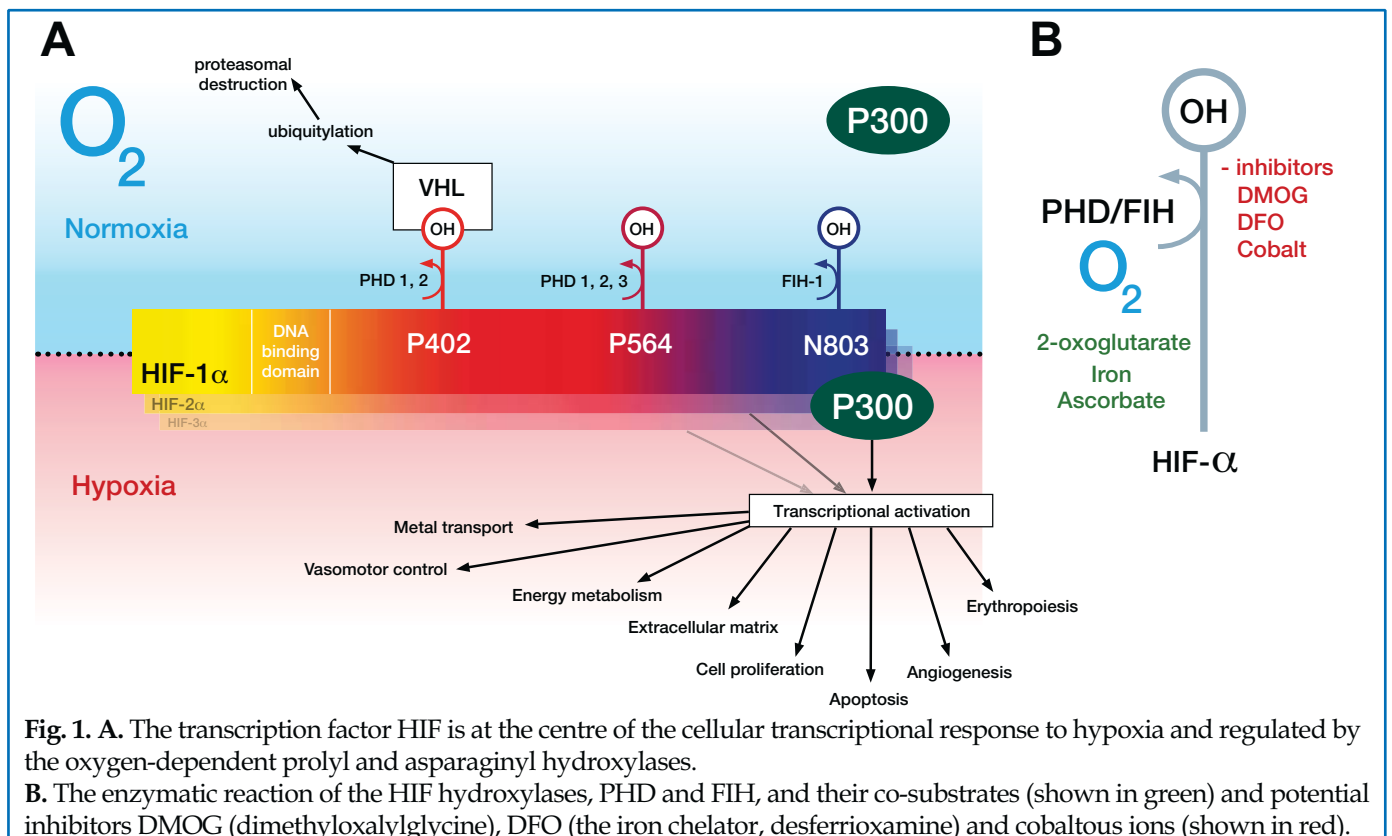 A
proteasomal
destruction
ubiquitylation
O2
Normoxia
VHL
P300
OH
OH
OH
PHD 1, 2
PHD 1, 2, 3
FIH-1
DNA
binding
domain
P402
P564
N803
HIF-1α
HIF-2α
HIF-3α
P300
Hypoxia
Transcriptional activation
Metal transport
Vasomotor control
Energy metabolism
Extracellular matrix
Cell proliferation
Apoptosis
Angiogenesis
Erythropoiesis
B
OH
- inhibitors
DMOG
DFO
Cobalt
PHD/FIH
O2
2-oxoglutarate
Iron
Ascorbate
HIF-α
Fig. 1. A. The transcription factor HIF is at the centre of the cellular transcriptional response to hypoxia and regulated by
the oxygen-dependent prolyl and asparaginyl hydroxylases.
B. The enzymatic reaction of the HIF hydroxylases, PHD and FIH, and their co-substrates (shown in green) and potential
inhibitors DMOG (dimethyloxalylglycine), DFO (the iron chelator, desferrioxamine) and cobaltous ions (shown in red).